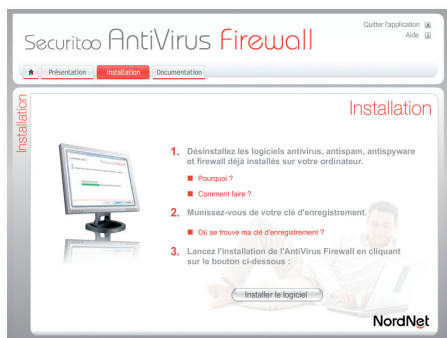 Quitter l'application
Aide
Securitoo AntiVirus Firewall
Présentation
Installation
Documentation
Installation
Installation
1. Désinstallez les logiciels antivirus, antispam, antispyware
et firewall déjà installés sur votre ordinateur.
Pourquoi ?
Comment faire ?
2. Munissez-vous de votre clé d'enregistrement.
Où se trouve ma clé d'enregistrement ?
3. Lancez l'installation de l'AntiVirus Firewall en cliquant
sur le bouton ci-dessous :
Installer le logiciel
NordNet